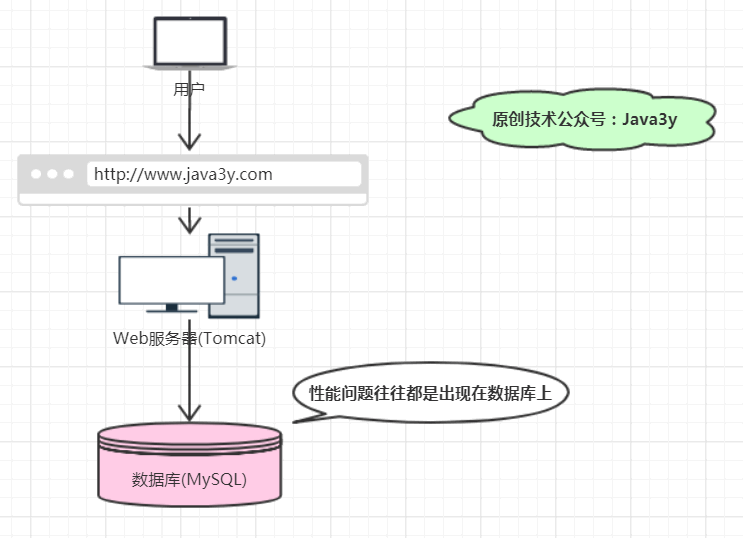 用户
原创技术公众号：Java3y
http://www.java3y.com
Web服务器(Tomcat)
性能问题往往都是出现在数据库上
数据库(MySQL)